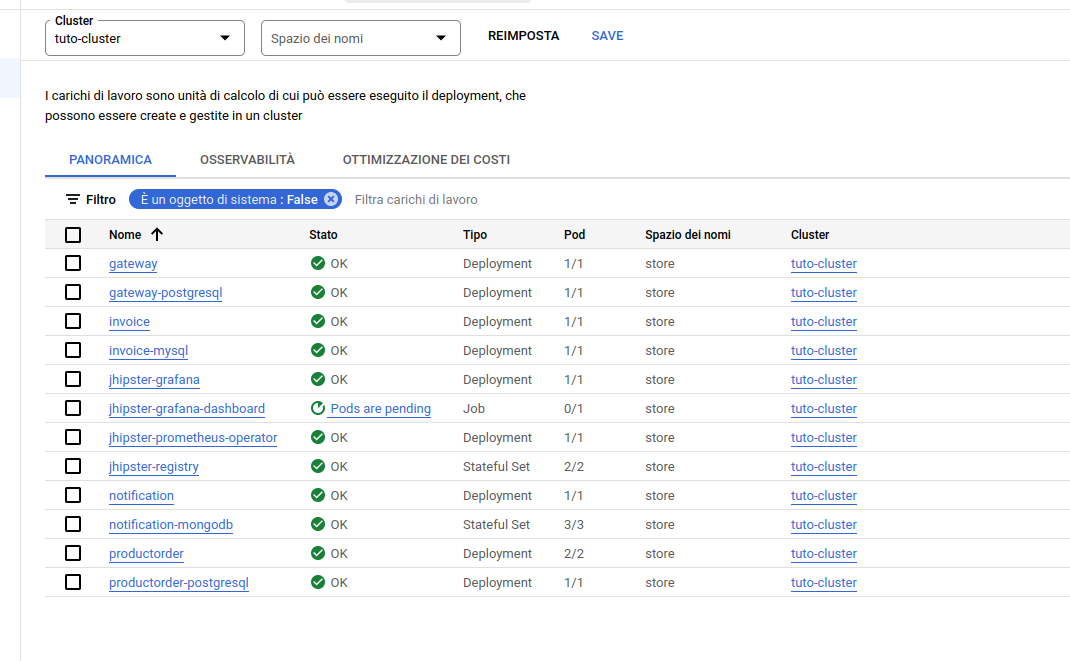 Cluster
tuto-cluster
Spazio dei nomi
REIMPOSTA
SAVE
I carichi di lavoro sono unità di calcolo di cui può essere eseguito il deployment, che
possono essere create e gestite in un cluster
PANORAMICA OSSERVABILITÀ OTTIMIZZAZIONE DEI COSTI
Filtro È un oggetto di sistema : False Filtra carichi di lavoro
Nome Stato Tipo Pod Spazio dei nomi Cluster
gateway OK Deployment 1/1 store tuto-cluster
gateway-postgresql OK Deployment 1/1 store tuto-cluster
invoice OK Deployment 1/1 store tuto-cluster
invoice-mysql OK Deployment 1/1 store tuto-cluster
jhipster-grafana OK Deployment 1/1 store tuto-cluster
jhipster-grafana-dashboard Pods are pending Job 0/1 store tuto-cluster
jhipster-prometheus-operator OK Deployment 1/1 store tuto-cluster
jhipster-registry OK Stateful Set 2/2 store tuto-cluster
notification OK Deployment 1/1 store tuto-cluster
notification-mongodb OK Stateful Set 3/3 store tuto-cluster
productorder OK Deployment 2/2 store tuto-cluster
productorder-postgresql OK Deployment 1/1 store tuto-cluster